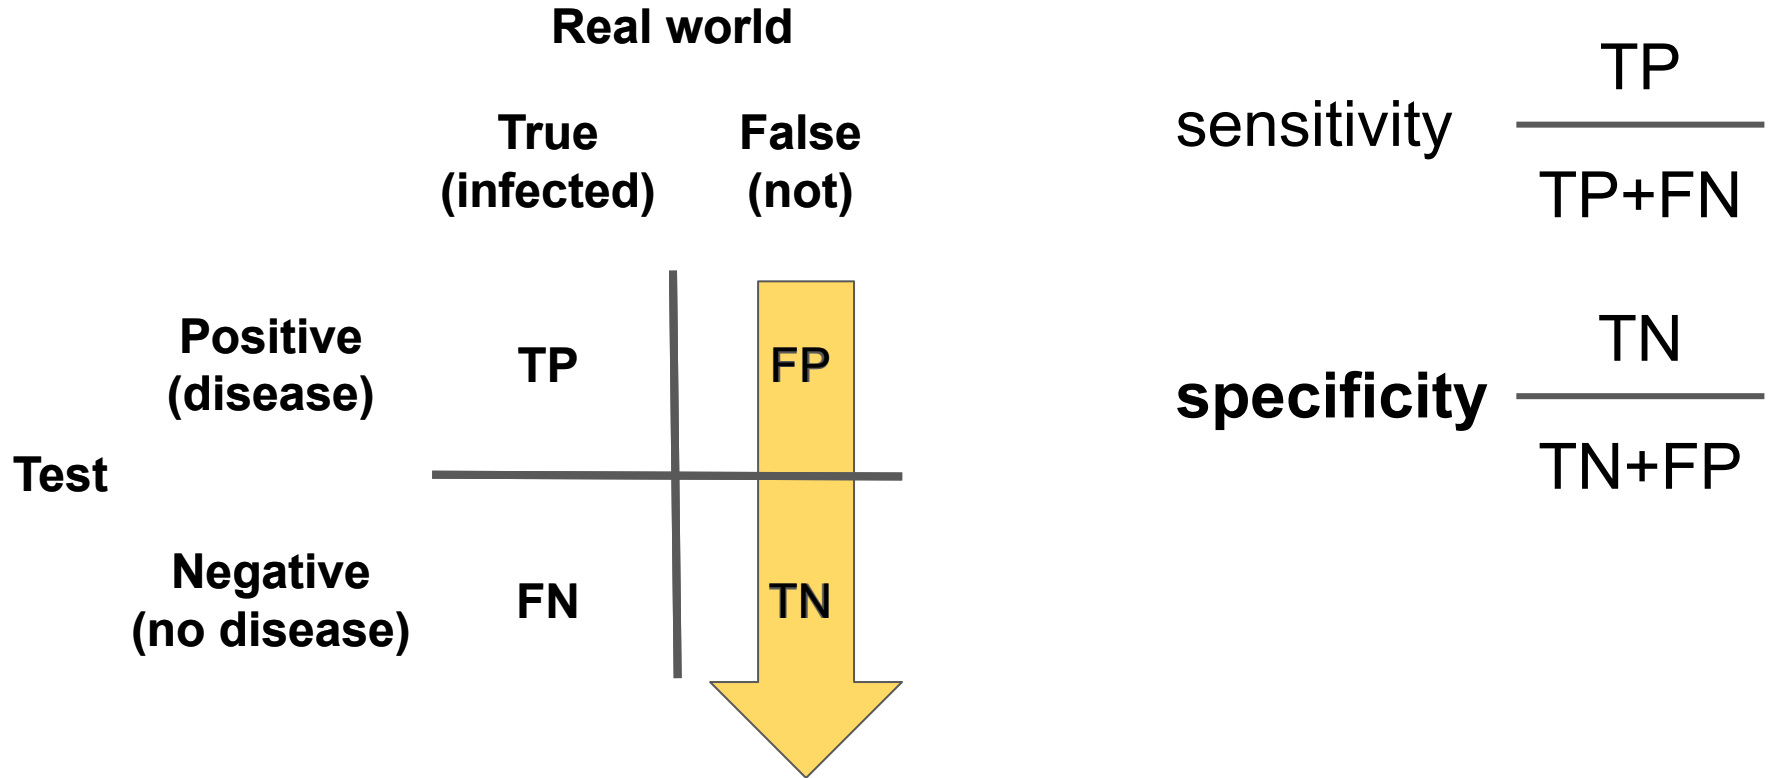 Real world
True
(infected)
False
(not)
Positive
(disease)
TP
FP
Test
Negative
(no disease)
FN
TN
sensitivity
TP
TP+FN
specificity
TN
TN+FP